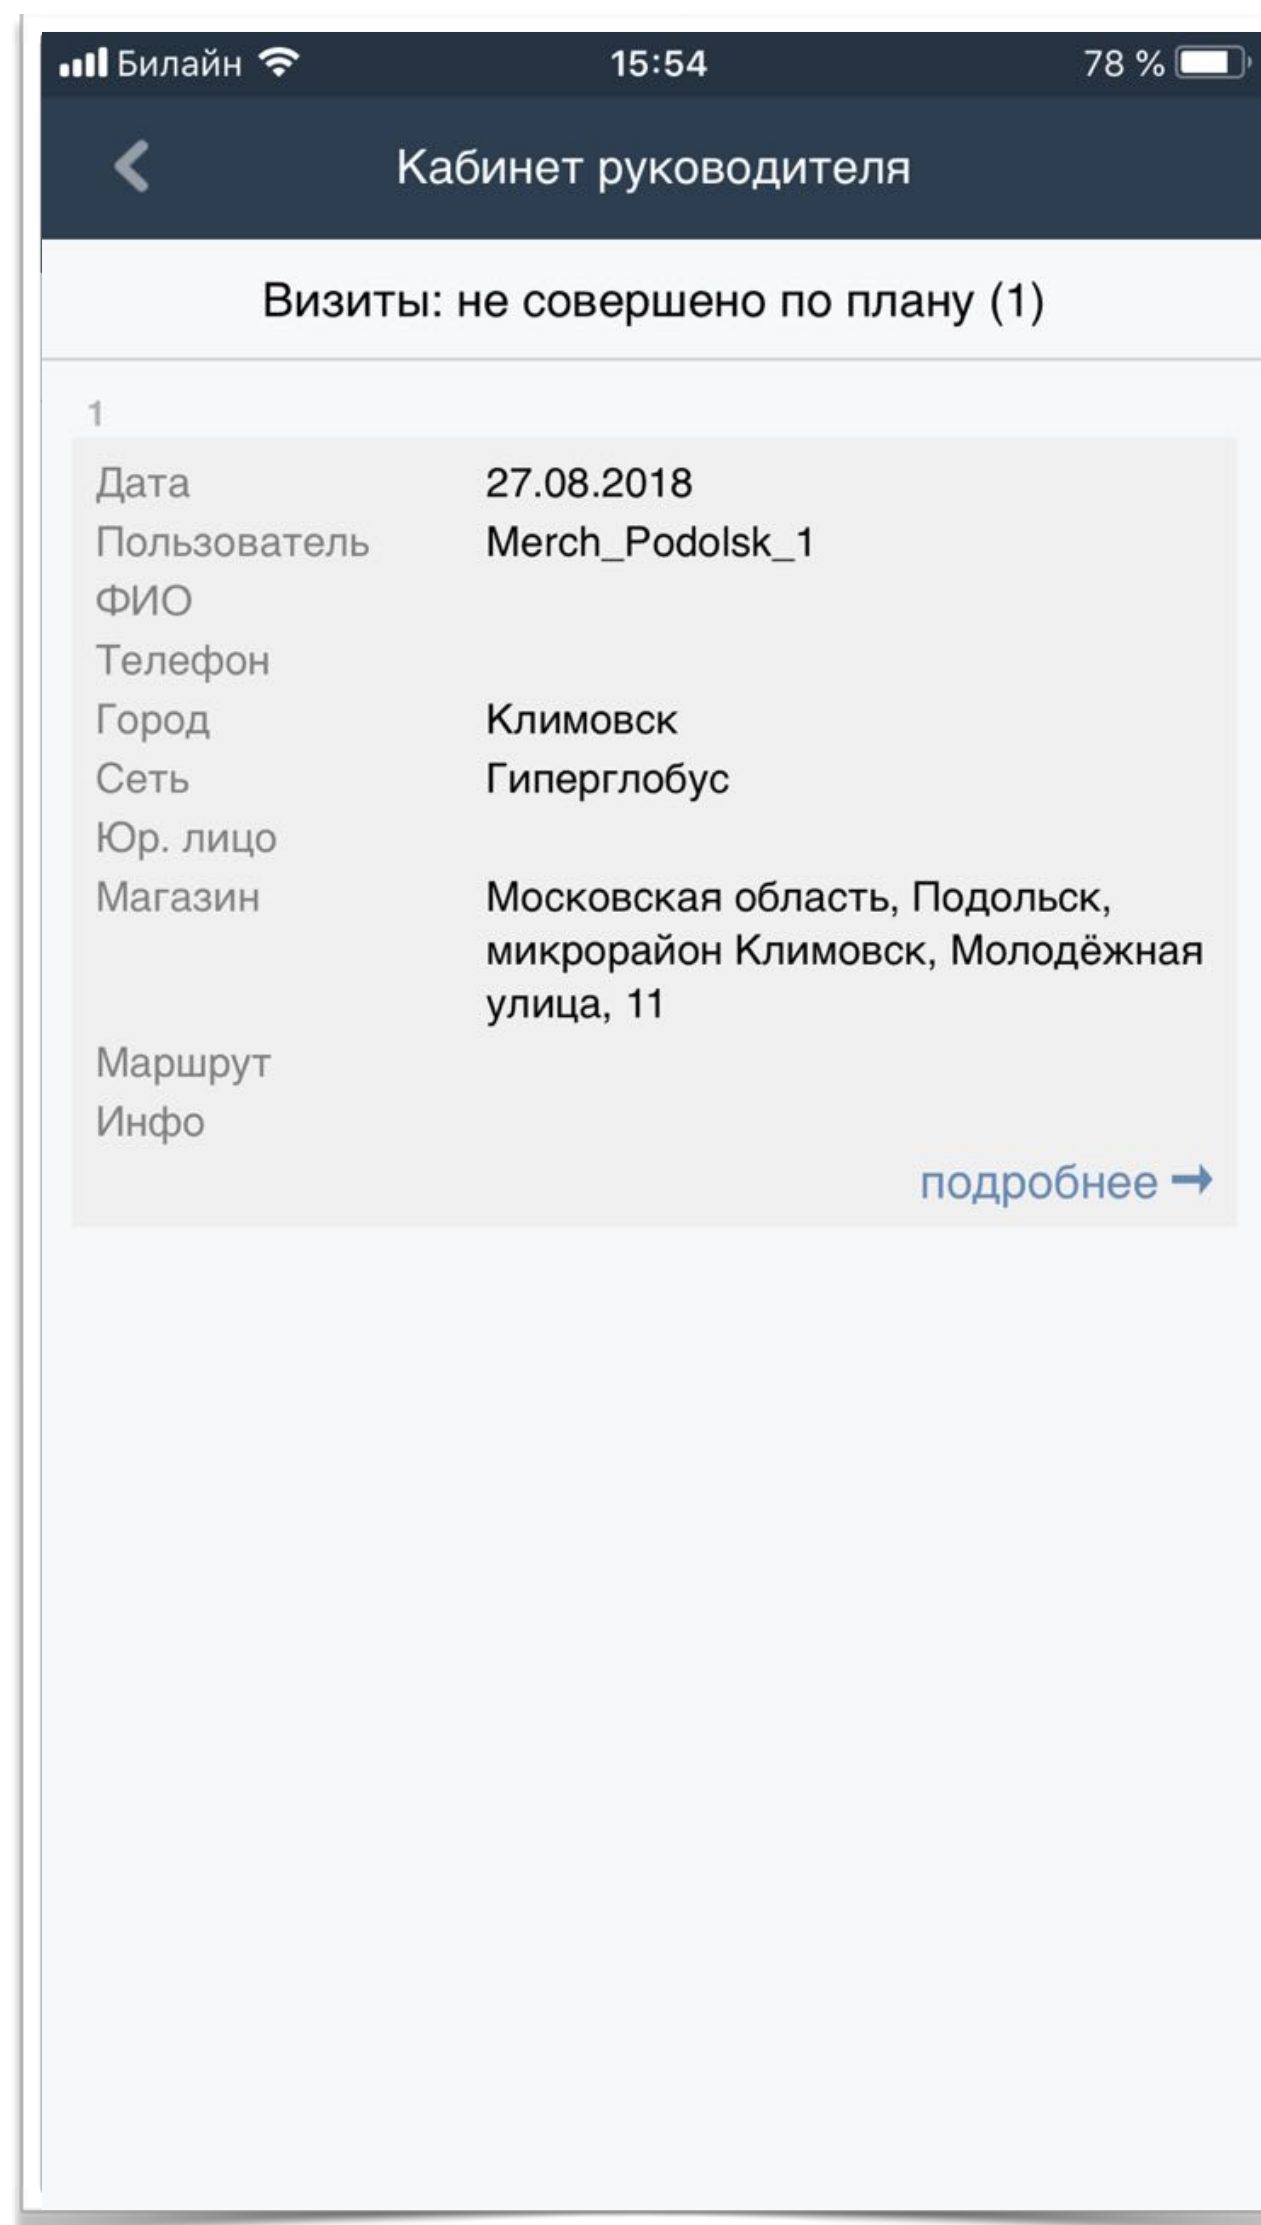 Билайн 15:54 78 %
Кабинет руководителя
Визиты: не совершено по плану (1)
1
Дата 27.08.2018
Пользователь Merch_Podolsk_1
ФИО
Телефон
Город Климовск
Сеть Гиперглобус
Юр. лицо
Магазин Московская область, Подольск,
микрорайон Климовск, Молодёжная
улица, 11
Маршрут
Инфо
подробнее →